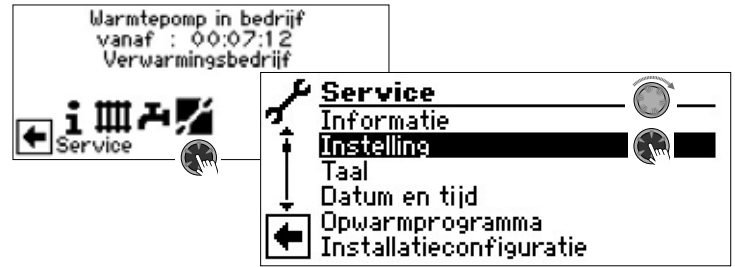 Warmtepomp in bedrijf
vanaf : 00:07:12
Verwarmingsbedrijf
Service
Service
Informatie
Instelling
Taal
Datum en tijd
Opwarmprogramma
Installatieconfiguratie